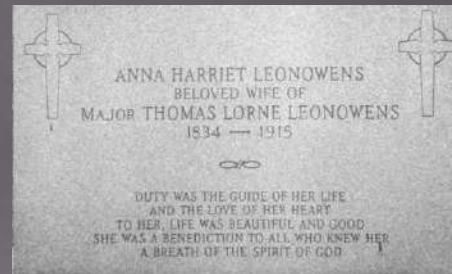 ANNA HARRIET LEONOWENS
BELOVED WIFE OF
MAJOR THOMAS LORNE LEONOWENS
1834 — 1915
DUTY WAS THE GUIDE OF HER LIFE
AND THE LOVE OF HER HEART
TO HER, LIFE WAS BEAUTIFUL AND GOOD
SHE WAS A BENEDICTION TO ALL WHO KNEW HER
A BREATH OF THE SPIRIT OF GOD